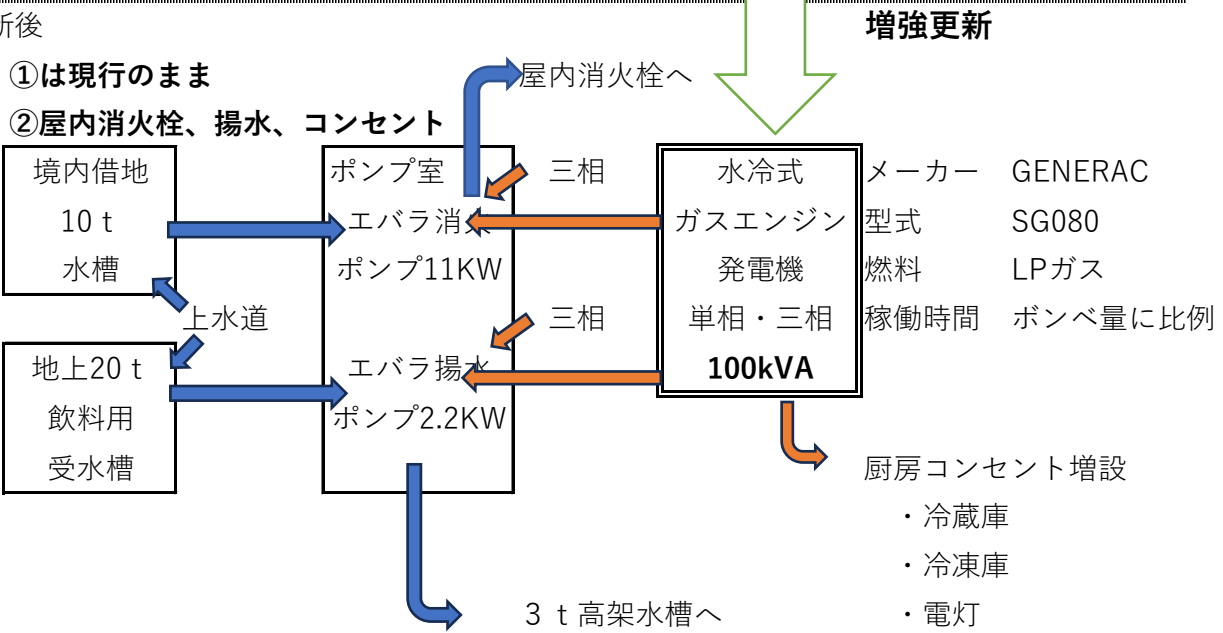 後
増強更新
①は現行のまま
②屋内消火栓、揚水、コンセント
屋内消火栓へ
境内借地
10ｔ
水槽
上水道
地上20ｔ
飲料用
受水槽
ポンプ室
エバラ消火
ポンプ11KW
エバラ揚水
ポンプ2.2KW
三相
三相
水冷式
ガスエンジン
発電機
単相・三相
100kVA
メーカー　GENERAC
型式　SG080
燃料　LPガス
稼働時間　ボンベ量に比例
厨房コンセント増設
・冷蔵庫
・冷凍庫
・電灯
３ｔ高架水槽へ